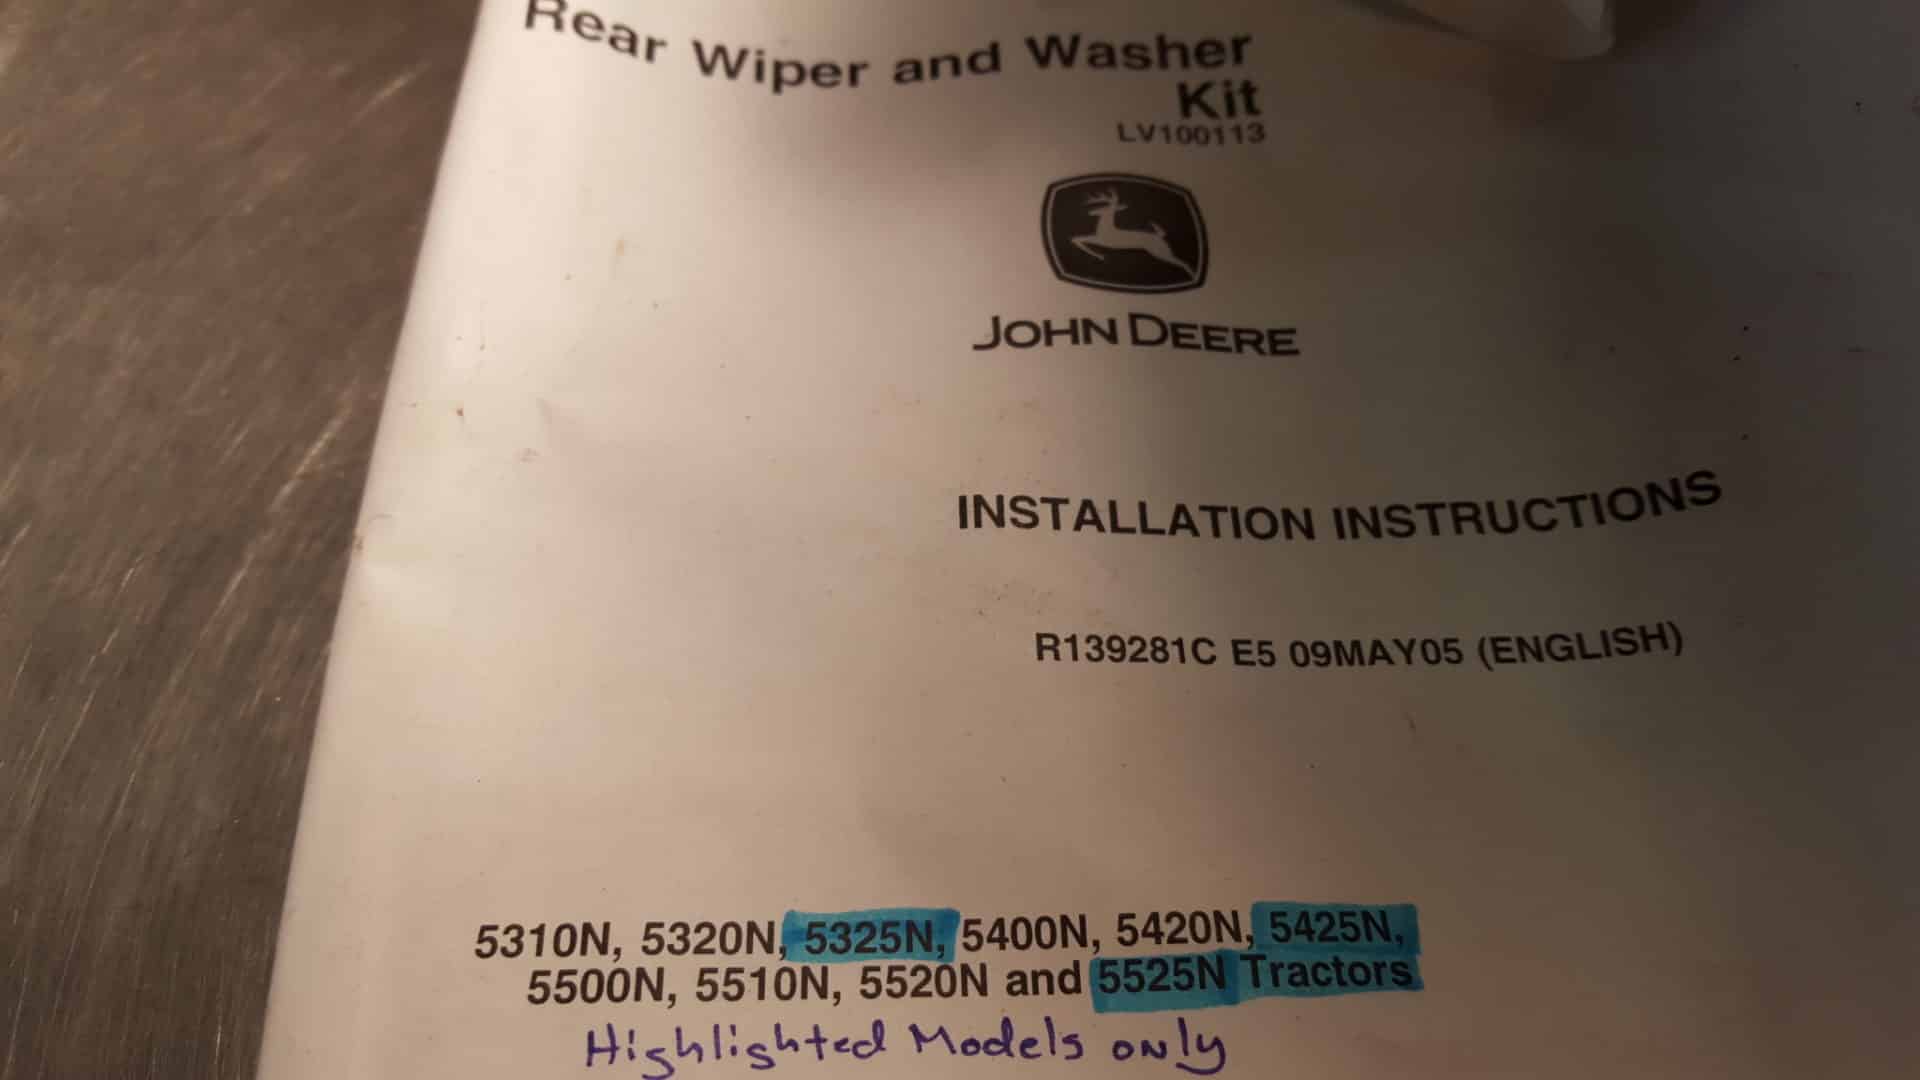 Rear Wiper and Washer
Kit
LV100113
JOHN DEERE
INSTALLATION INSTRUCTIONS
R139281C E5 09MAY05 (ENGLISH)
5310N, 5320N, 5325N, 5400N, 5420N, 5425N,
5500N, 5510N, 5520N and 5525N Tractors
Highlighted Models only